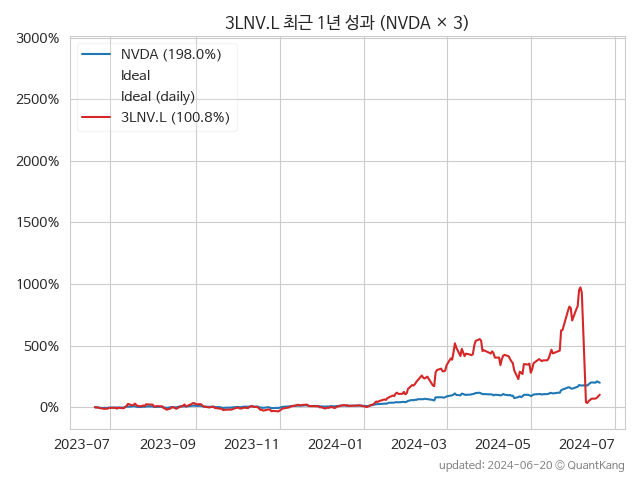 3LNV.L 최근 1년 성과 (NVDA × 3)
3000%
2500%
2000%
1500%
1000%
500%
0%
NVDA (198.0%)
Ideal
Ideal (daily)
3LNV.L (100.8%)
2023-07 2023-09 2023-11 2024-01 2024-03 2024-05 2024-07
updated: 2024-06-20 © QuantKang